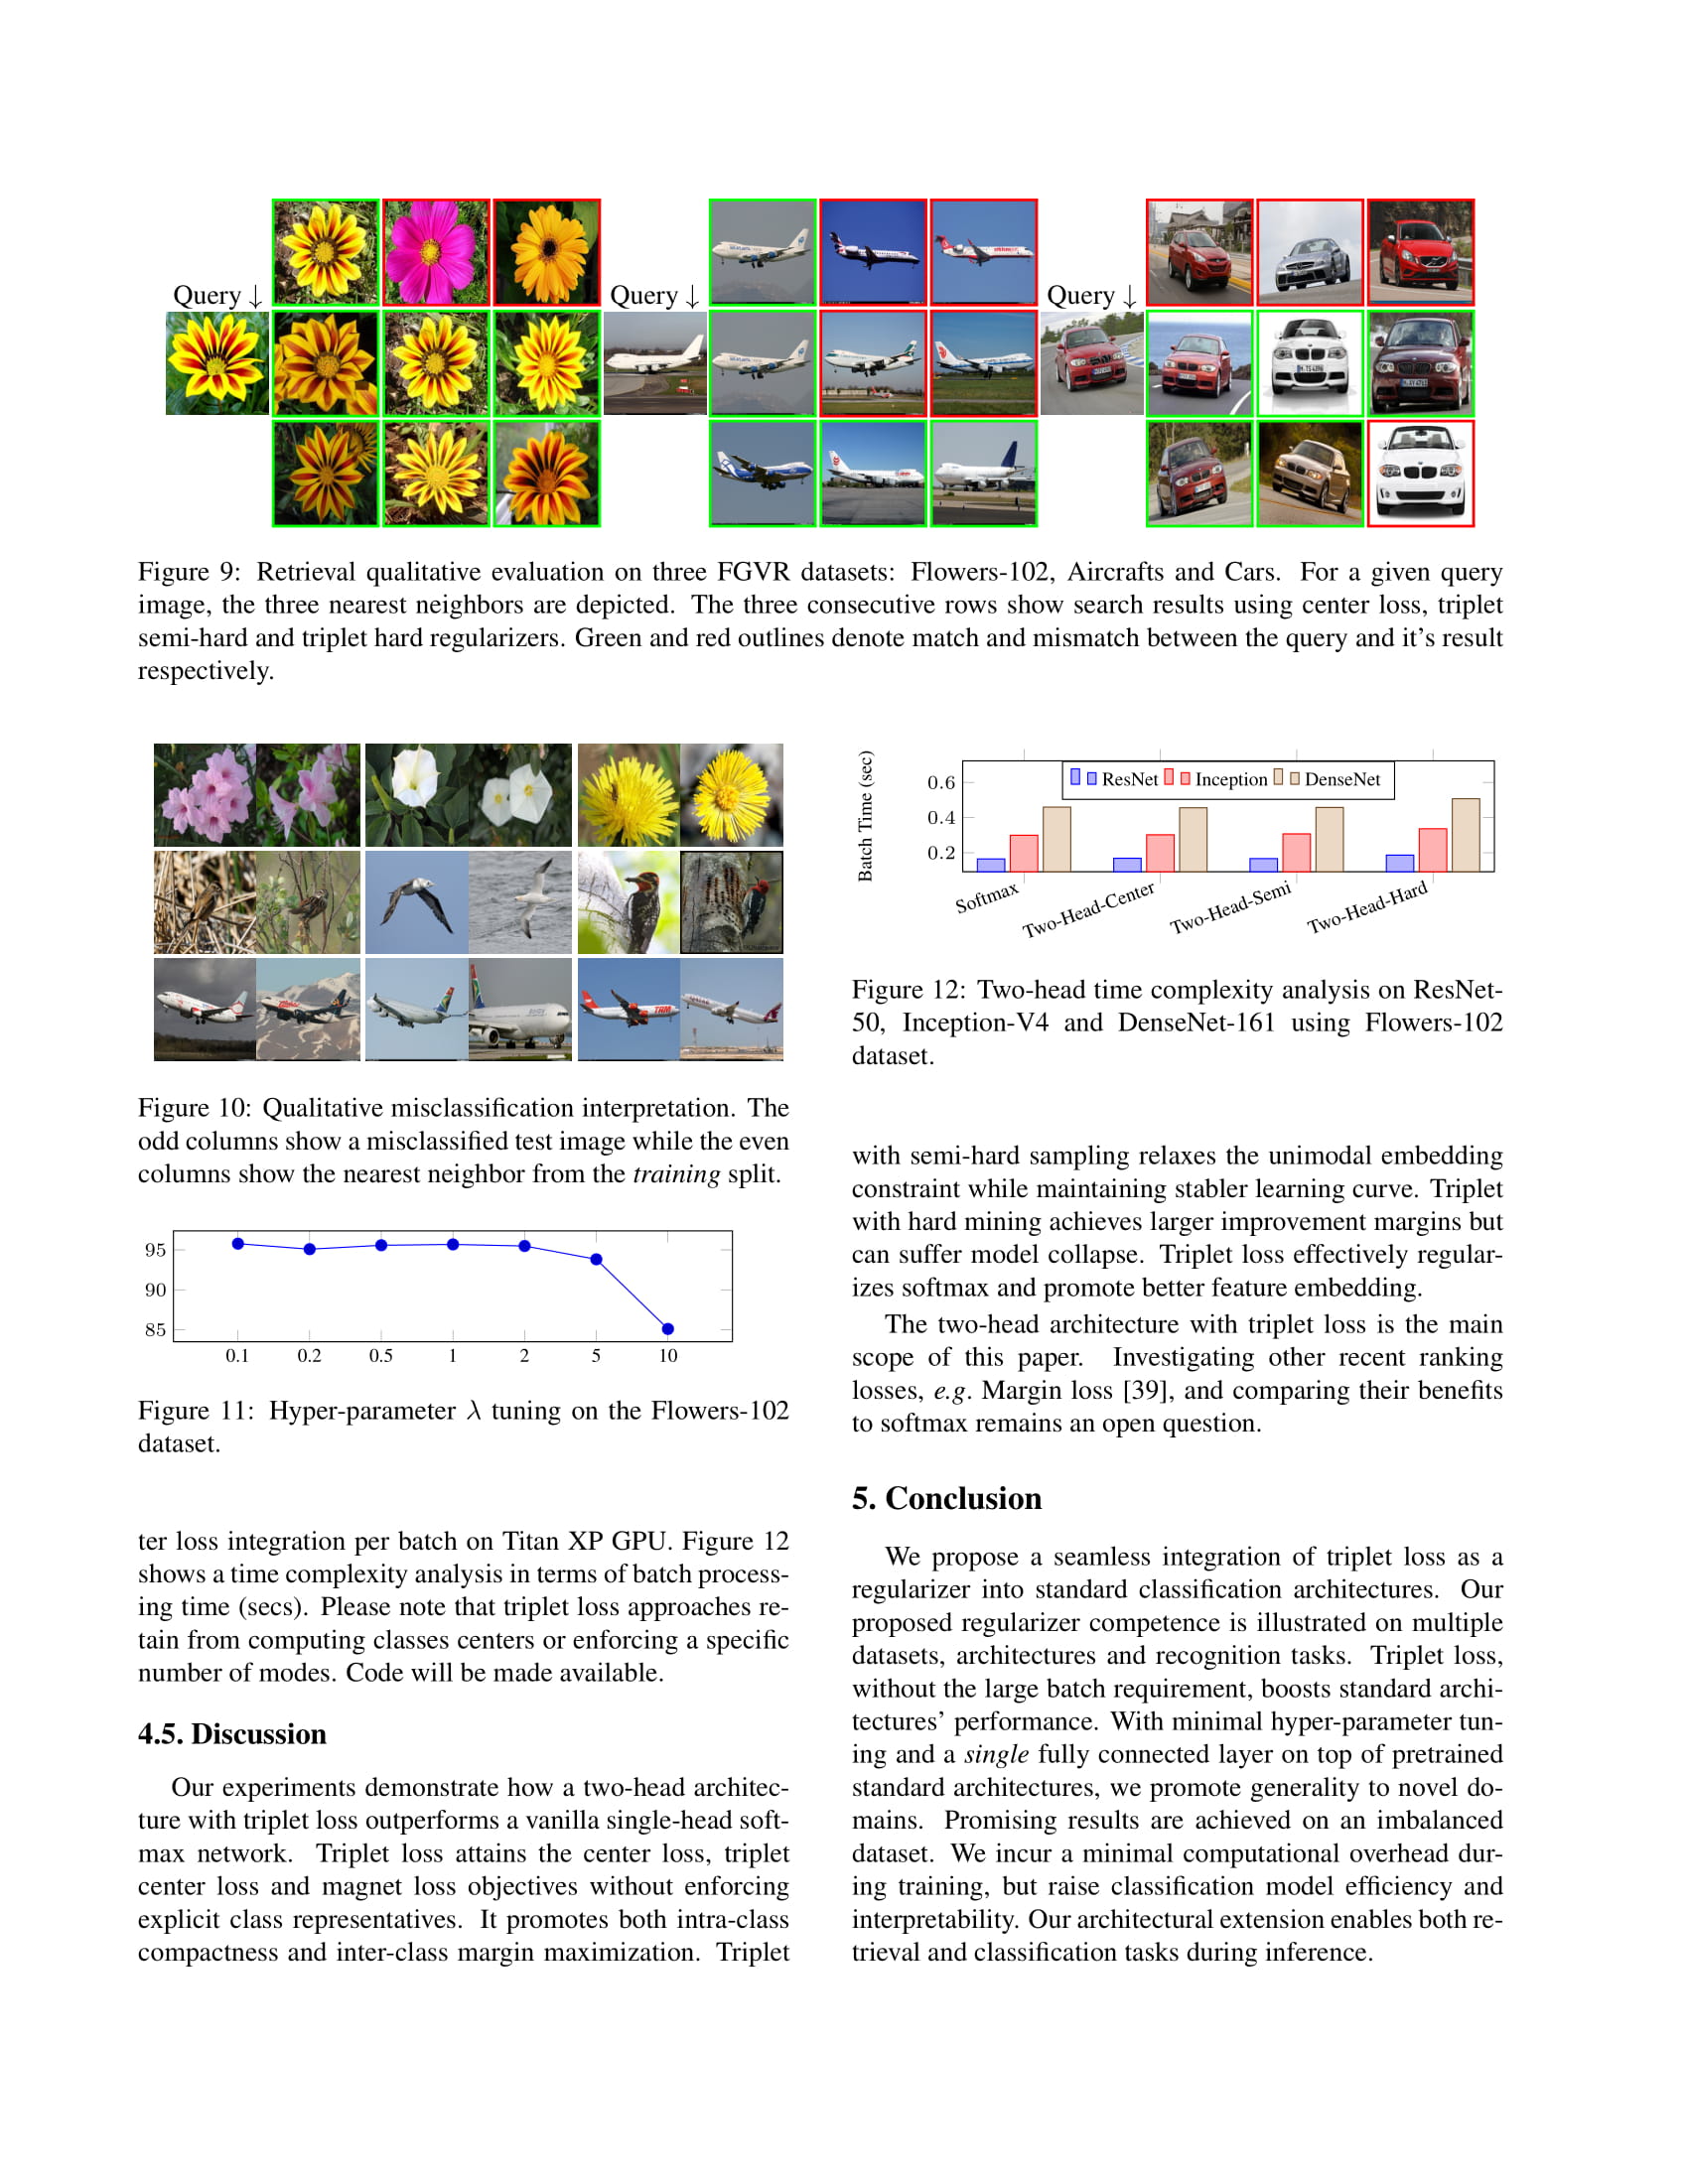 Query ↓
Query ↓
Query ↓
Figure 9: Retrieval qualitative evaluation on three FGVR datasets: Flowers-102, Aircrafts and Cars. For a given query
image, the three nearest neighbors are depicted. The three consecutive rows show search results using center loss, triplet
semi-hard and triplet hard regularizers. Green and red outlines denote match and mismatch between the query and it's result
respectively.
Figure 10: Qualitative misclassification interpretation. The
odd columns show a misclassified test image while the even
columns show the nearest neighbor from the training split.
95
90
85
0.1 0.2 0.5 1 2 5 10
Figure 11: Hyper-parameter λ tuning on the Flowers-102
dataset.
ter loss integration per batch on Titan XP GPU. Figure 12
shows a time complexity analysis in terms of batch process-
ing time (secs). Please note that triplet loss approaches re-
tain from computing classes centers or enforcing a specific
number of modes. Code will be made available.
4.5. Discussion
Our experiments demonstrate how a two-head architec-
ture with triplet loss outperforms a vanilla single-head soft-
max network. Triplet loss attains the center loss, triplet
center loss and magnet loss objectives without enforcing
explicit class representatives. It promotes both intra-class
compactness and inter-class margin maximization. Triplet
Batch Time (sec)
0.6
0.4
0.2
ResNet Inception DenseNet
Softmax
Two-Head-Center
Two-Head-Semi
Two-Head-Hard
Figure 12: Two-head time complexity analysis on ResNet-
50, Inception-V4 and DenseNet-161 using Flowers-102
dataset.
with semi-hard sampling relaxes the unimodal embedding
constraint while maintaining stabler learning curve. Triplet
with hard mining achieves larger improvement margins but
can suffer model collapse. Triplet loss effectively regular-
izes softmax and promote better feature embedding.
The two-head architecture with triplet loss is the main
scope of this paper. Investigating other recent ranking
losses, e.g. Margin loss [39], and comparing their benefits
to softmax remains an open question.
5. Conclusion
We propose a seamless integration of triplet loss as a
regularizer into standard classification architectures. Our
proposed regularizer competence is illustrated on multiple
datasets, architectures and recognition tasks. Triplet loss,
without the large batch requirement, boosts standard archi-
tectures' performance. With minimal hyper-parameter tun-
ing and a single fully connected layer on top of pretrained
standard architectures, we promote generality to novel do-
mains. Promising results are achieved on an imbalanced
dataset. We incur a minimal computational overhead dur-
ing training, but raise classification model efficiency and
interpretability. Our architectural extension enables both re-
trieval and classification tasks during inference.